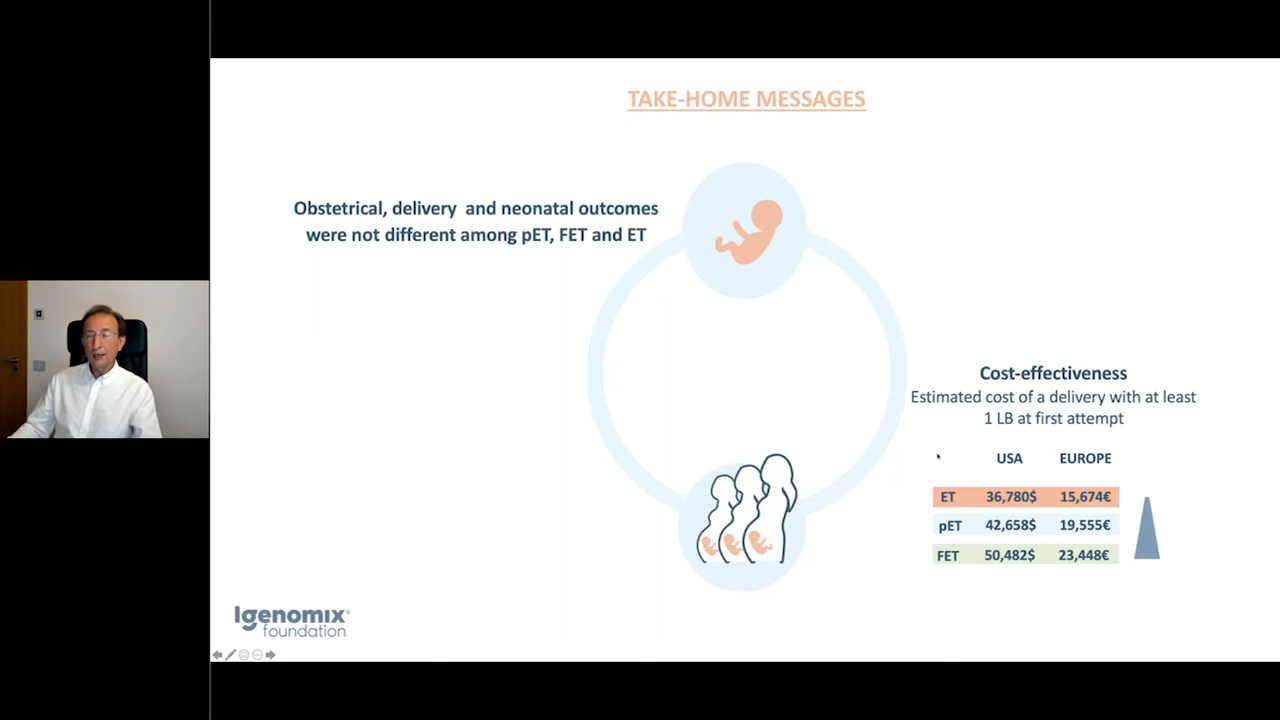 TAKE-HOME MESSAGES
Obstetrical, delivery and neonatal outcomes
were not different among pET, FET and ET
Cost-effectiveness
Estimated cost of a delivery with at least
1 LB at first attempt
USA EUROPE
ET 36,780$ 15,674€
pET 42,658$ 19,555€
FET 50,482$ 23,448€
Igenomix®
foundation